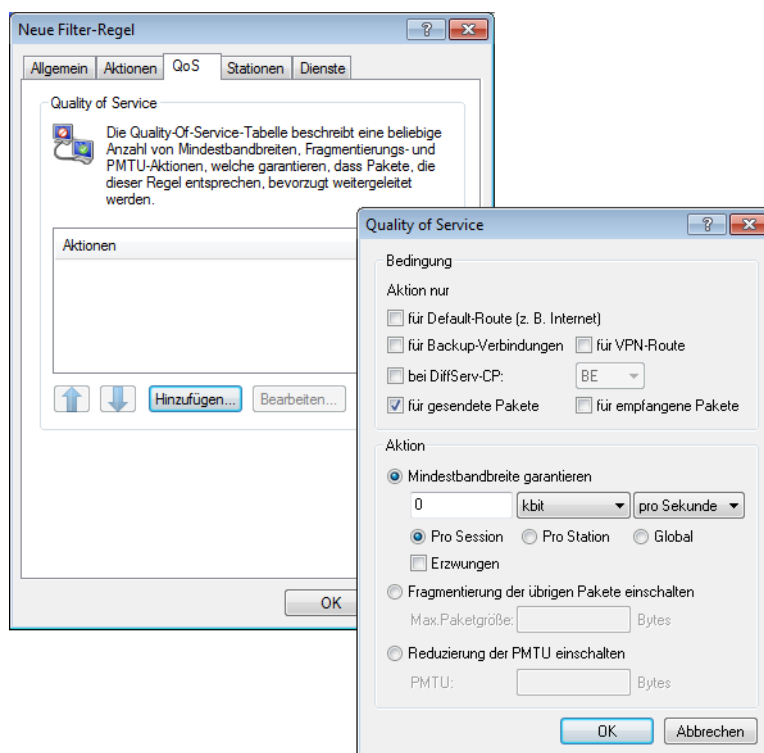 Neue Filter-Regel
Allgemein Aktionen QoS Stationen Dienste
Quality of Service
Die Quality-Of-Service-Tabelle beschreibt eine beliebige
Anzahl von Mindestbandbreiten, Fragmentierungs- und
PMTU-Aktionen, welche garantieren, dass Pakete, die
dieser Regel entsprechen, bevorzugt weitergeleitet
werden.
Aktionen
Hinzufügen... Bearbeiten...
OK
Quality of Service
Bedingung
Aktion nur
für Default-Route (z. B. Internet)
für Backup-Verbindungen für VPN-Route
bei DiffServ-CP: BE
für gesendete Pakete für empfangene Pakete
Aktion
Mindestbandbreite garantieren
0 kbit pro Sekunde
Pro Session Pro Station Global
Erzwungen
Fragmentierung der übrigen Pakete einschalten
Max.Paketgröße: Bytes
Reduzierung der PMTU einschalten
PMTU: Bytes
OK Abbrechen